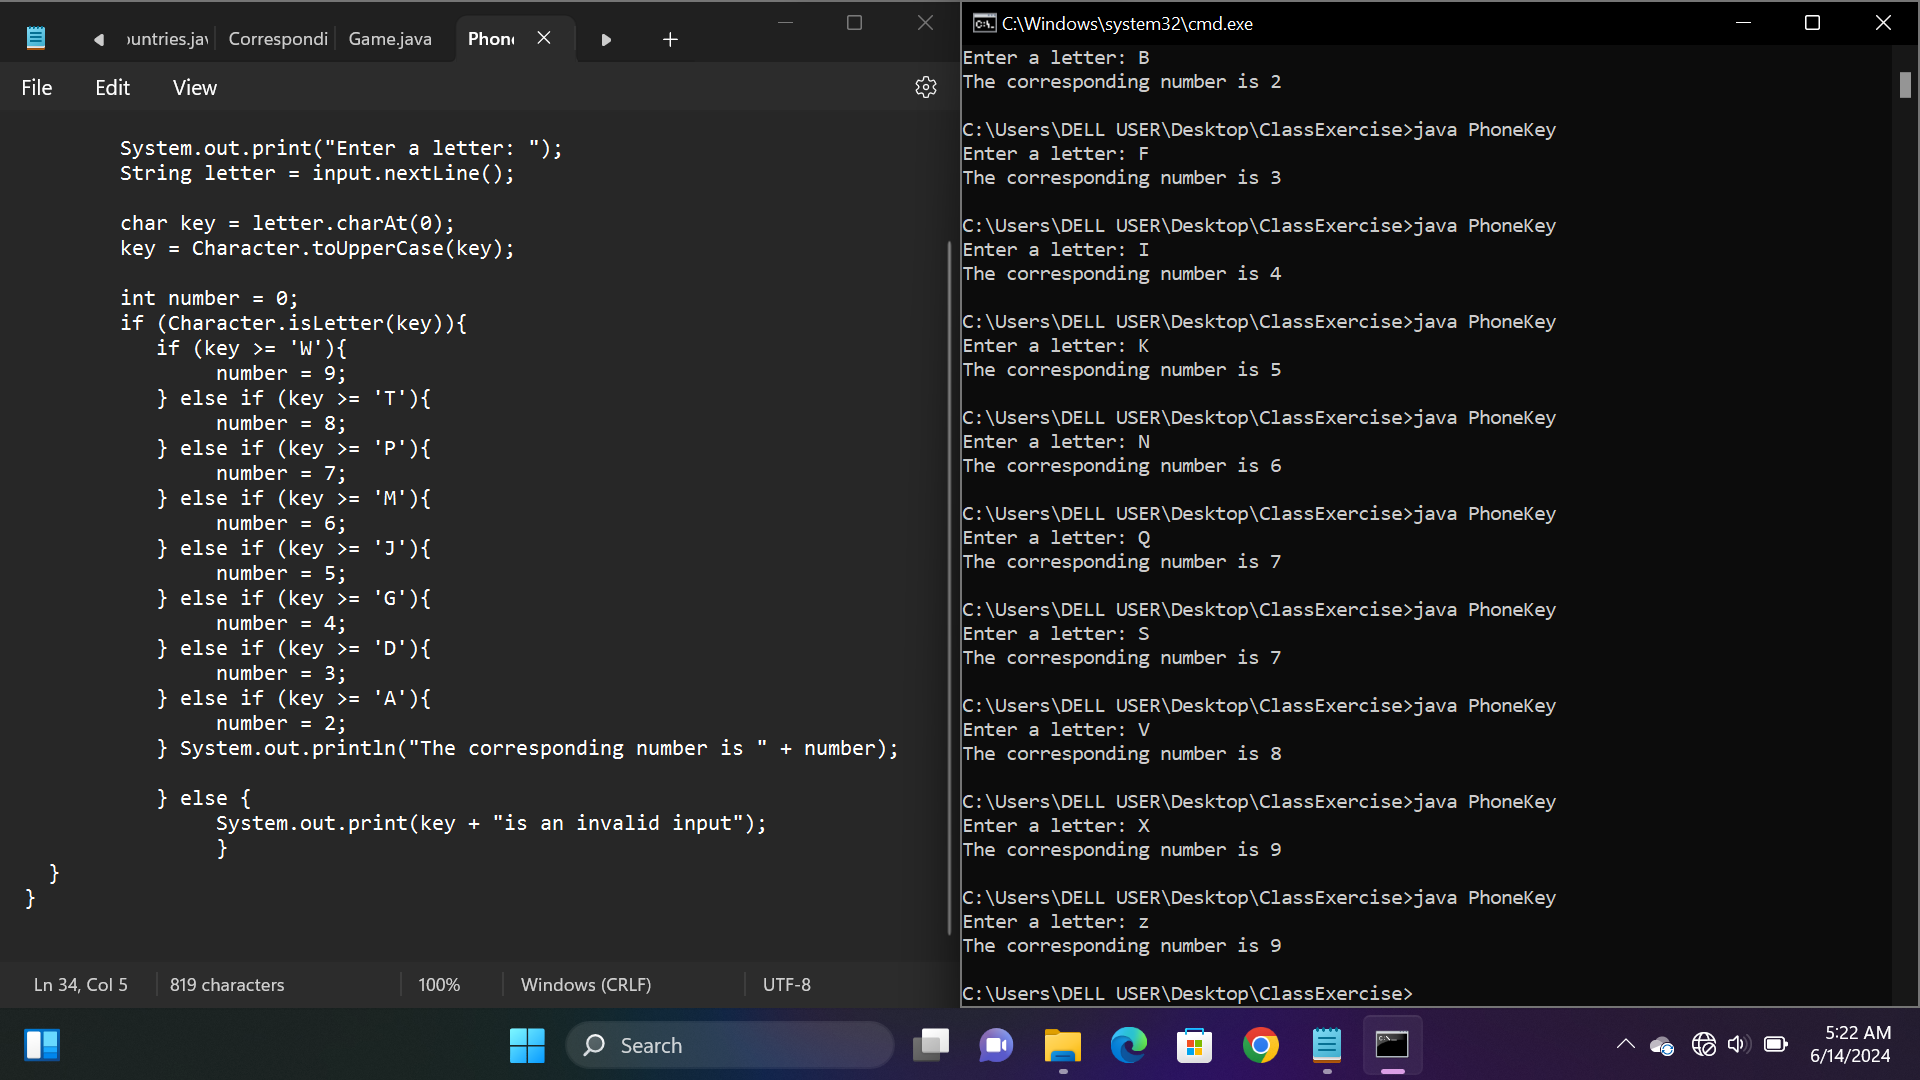 ountries.jav Correspondi Game.java Phone
File Edit View
System.out.print("Enter a letter: ");
String letter = input.nextLine();
char key = letter.charAt(0);
key = Character.toUpperCase(key);
int number = 0;
if (Character.isLetter(key)){
if (key >= 'W'){
number = 9;
} else if (key >= 'T'){
number = 8;
} else if (key >= 'P'){
number = 7;
} else if (key >= 'M'){
number = 6;
} else if (key >= 'J'){
number = 5;
} else if (key >= 'G'){
number = 4;
} else if (key >= 'D'){
number = 3;
} else if (key >= 'A'){
number = 2;
} System.out.println("The corresponding number is " + number);
} else {
System.out.print(key + "is an invalid input");
}
}
}
Ln 34, Col 5 819 characters 100% Windows (CRLF) UTF-8
C:\Windows\system32\cmd.exe
Enter a letter: B
The corresponding number is 2
C:\Users\DELL USER\Desktop\ClassExercise>java PhoneKey
Enter a letter: F
The corresponding number is 3
C:\Users\DELL USER\Desktop\ClassExercise>java PhoneKey
Enter a letter: I
The corresponding number is 4
C:\Users\DELL USER\Desktop\ClassExercise>java PhoneKey
Enter a letter: K
The corresponding number is 5
C:\Users\DELL USER\Desktop\ClassExercise>java PhoneKey
Enter a letter: N
The corresponding number is 6
C:\Users\DELL USER\Desktop\ClassExercise>java PhoneKey
Enter a letter: Q
The corresponding number is 7
C:\Users\DELL USER\Desktop\ClassExercise>java PhoneKey
Enter a letter: S
The corresponding number is 7
C:\Users\DELL USER\Desktop\ClassExercise>java PhoneKey
Enter a letter: V
The corresponding number is 8
C:\Users\DELL USER\Desktop\ClassExercise>java PhoneKey
Enter a letter: X
The corresponding number is 9
C:\Users\DELL USER\Desktop\ClassExercise>java PhoneKey
Enter a letter: z
The corresponding number is 9
C:\Users\DELL USER\Desktop\ClassExercise>
Search
5:22 AM
6/14/2024